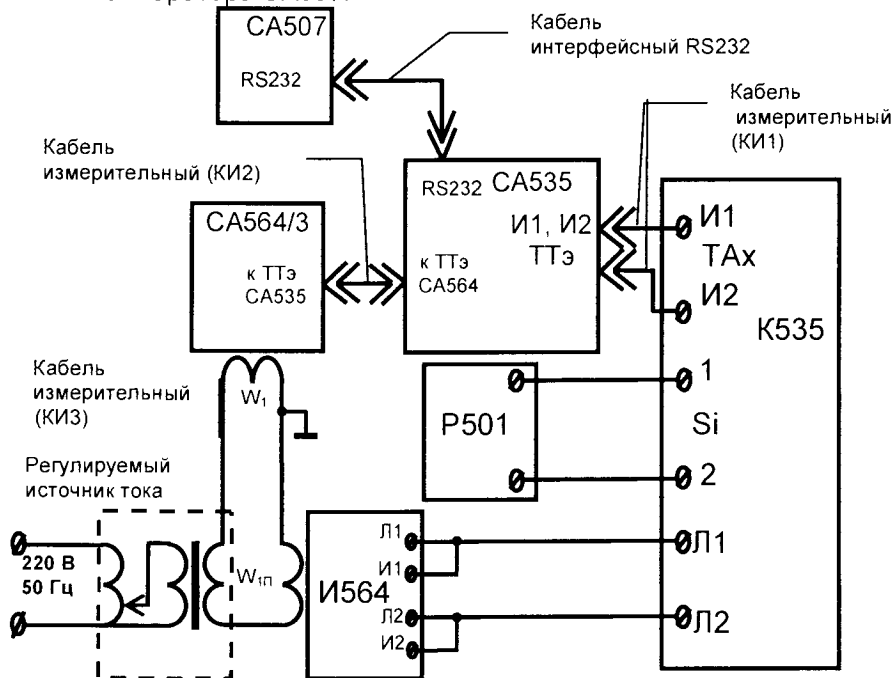 СА507
RS232
Кабель
интерфейсный RS232
Кабель
измерительный
(КИ1)
Кабель
измерительный (КИ2)
СА564/3
к ТТэ
СА535
RS232 СА535
И1, И2
ТТэ
к ТТэ
СА564
И1
ТАх
И2
К535
1
Si
2
Л1
Л2
Р501
Кабель
измерительный
(КИ3)
W1
Регулируемый
источник тока
220 В
50 Гц
W1П
И564
Л1
И1
Л2
И2